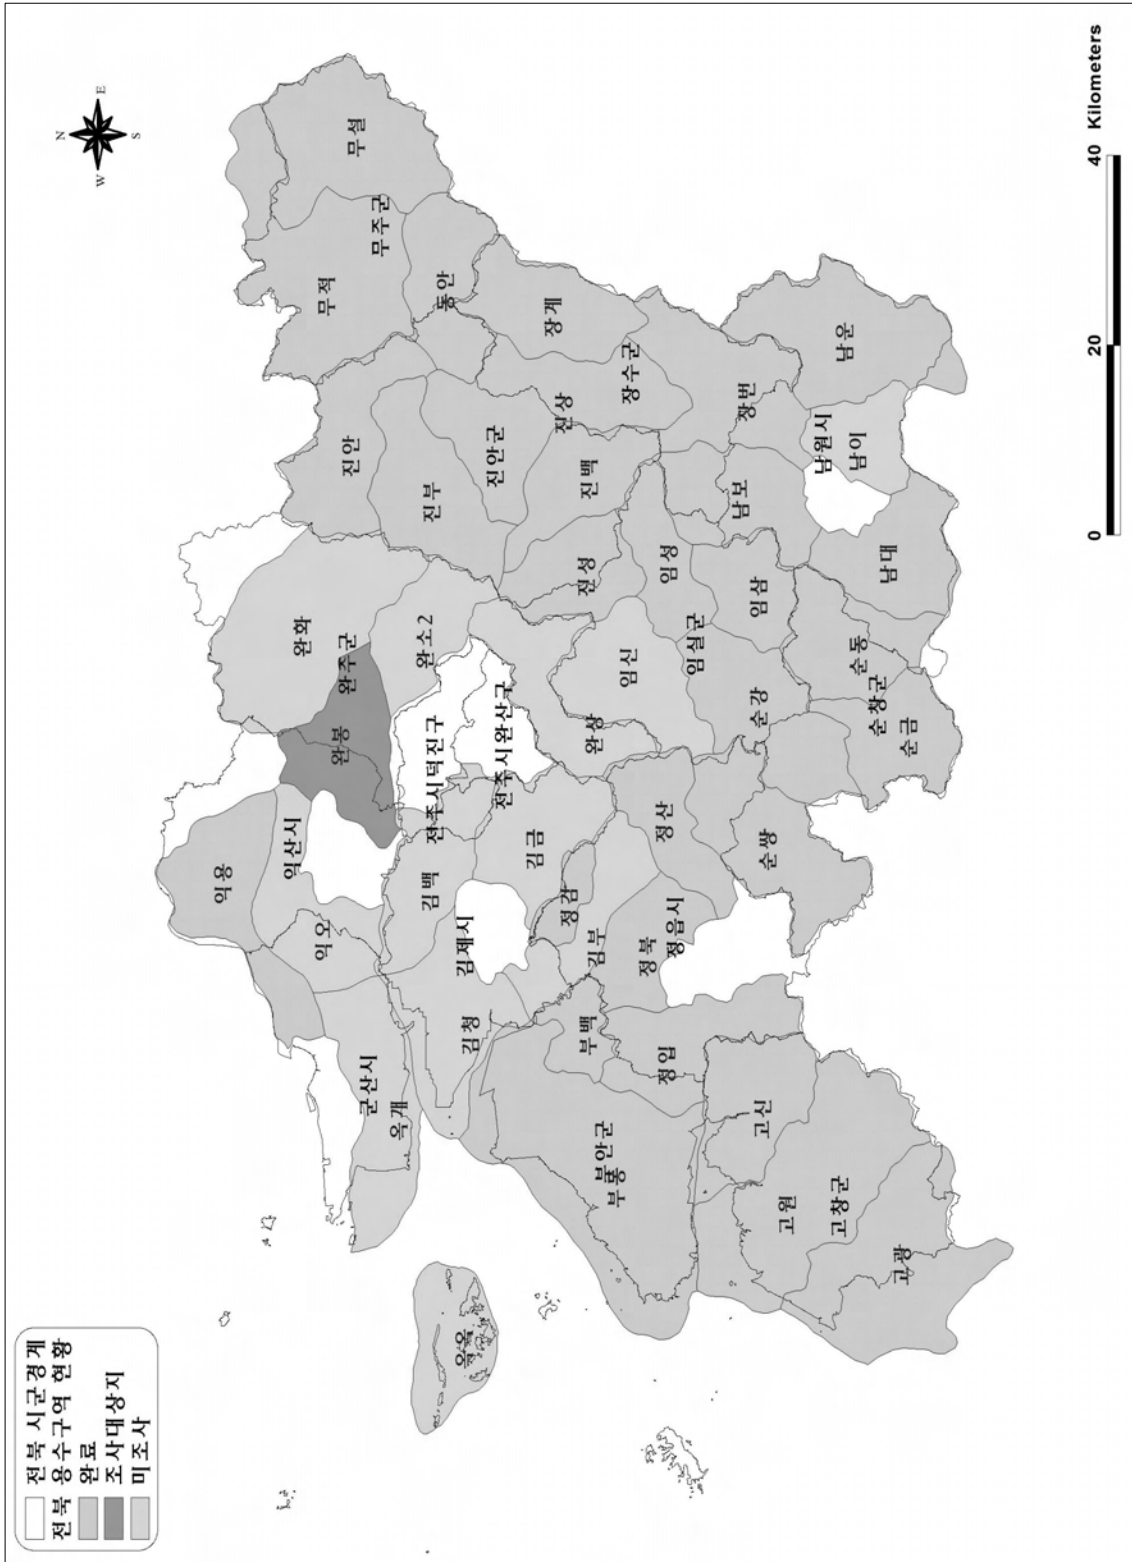 전북 시군경계
전북 용수구역 현황
완료
조사대상지
미조사
N
W
E
S
무설
무주군
무적
동안
장계
장수군
진상
진안
진부
진안군
진백
진성
장번
남원시
남운
남이
남보
남대
완화
완주군
완소2
완봉
전주시덕진구
전주시완산구
완상
임신
임성
임실군
임삼
순강
순동
순창군
순금
순쌍
익용
익산시
익오
김백
김제시
김금
김청
김부
정감
정산
정읍시
정북
정입
부백
부안군
군산시
옥개
고신
고월
고창군
고광
0
20
40
Kilometers